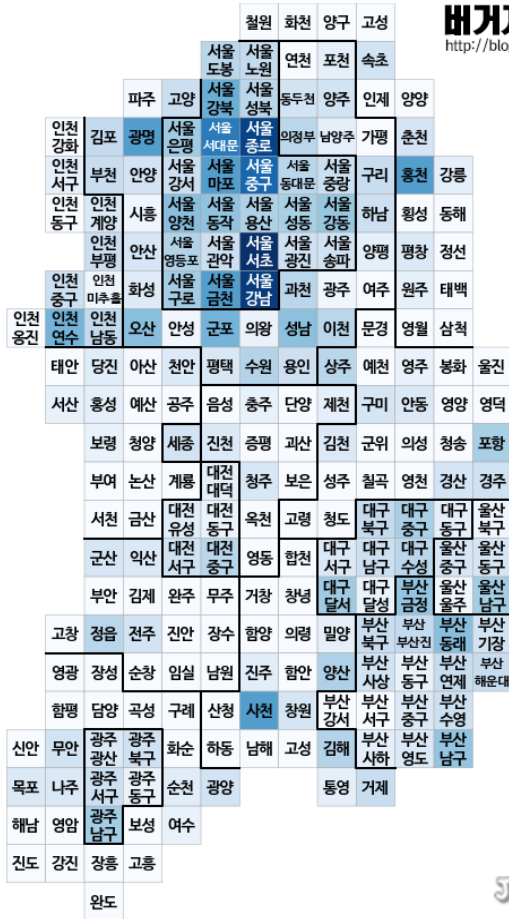 버거지
http://blo
철원 화천 양구 고성
서울 도봉 서울 노원 연천 포천 속초
파주 고양 서울 강북 서울 성북 동두천 양주 인제 양양
인천 강화 김포 광명 서울 은평 서울 서대문 서울 종로 의정부 남양주 가평 춘천
인천 서구 부천 안양 서울 강서 서울 마포 서울 중구 서울 동대문 서울 중랑 구리 홍천 강릉
인천 동구 인천 계양 시흥 서울 양천 서울 동작 서울 용산 서울 성동 서울 강동 하남 횡성 동해
인천 부평 안산 서울 영등포 서울 관악 서울 서초 서울 광진 서울 송파 양평 평창 정선
인천 중구 인천 미추홀 화성 서울 구로 서울 금천 서울 강남 과천 광주 여주 원주 태백
인천 옹진 인천 연수 인천 남동 오산 안성 군포 의왕 성남 이천 문경 영월 삼척
태안 당진 아산 천안 평택 수원 용인 상주 예천 영주 봉화 울진
서산 홍성 예산 공주 음성 충주 단양 제천 구미 안동 영양 영덕
보령 청양 세종 진천 증평 괴산 김천 군위 의성 청송 포항
부여 논산 계룡 대전 대덕 청주 보은 성주 칠곡 영천 경산 경주
서천 금산 대전 유성 대전 동구 옥천 고령 청도 대구 북구 대구 중구 대구 동구 울산 북구
군산 익산 대전 서구 대전 중구 영동 합천 대구 서구 대구 남구 대구 수성 울산 중구 울산 동구
부안 김제 완주 무주 거창 창녕 대구 달서 대구 달성 부산 금정 울산 울주 울산 남구
고창 정읍 전주 진안 장수 함양 의령 밀양 부산 북구 부산 부산진 부산 동래 부산 기장
영광 장성 순창 임실 남원 진주 함안 양산 부산 사상 부산 동구 부산 연제 부산 해운대
함평 담양 곡성 구례 산청 사천 창원 부산 강서 부산 서구 부산 중구 부산 수영
신안 무안 광주 광산 광주 북구 화순 하동 남해 고성 김해 부산 사하 부산 영도 부산 남구
목포 나주 광주 서구 광주 동구 순천 광양 통영 거제
해남 영암 광주 남구 보성 여수
진도 강진 장흥 고흥
완도